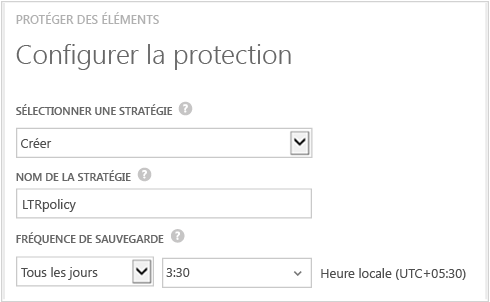 PROTÉGER DES ÉLÉMENTS
Configurer la protection
SÉLECTIONNER UNE STRATÉGIE ?
Créer
NOM DE LA STRATÉGIE ?
LTRpolicy
FRÉQUENCE DE SAUVEGARDE ?
Tous les jours 3:30 Heure locale (UTC+05:30)